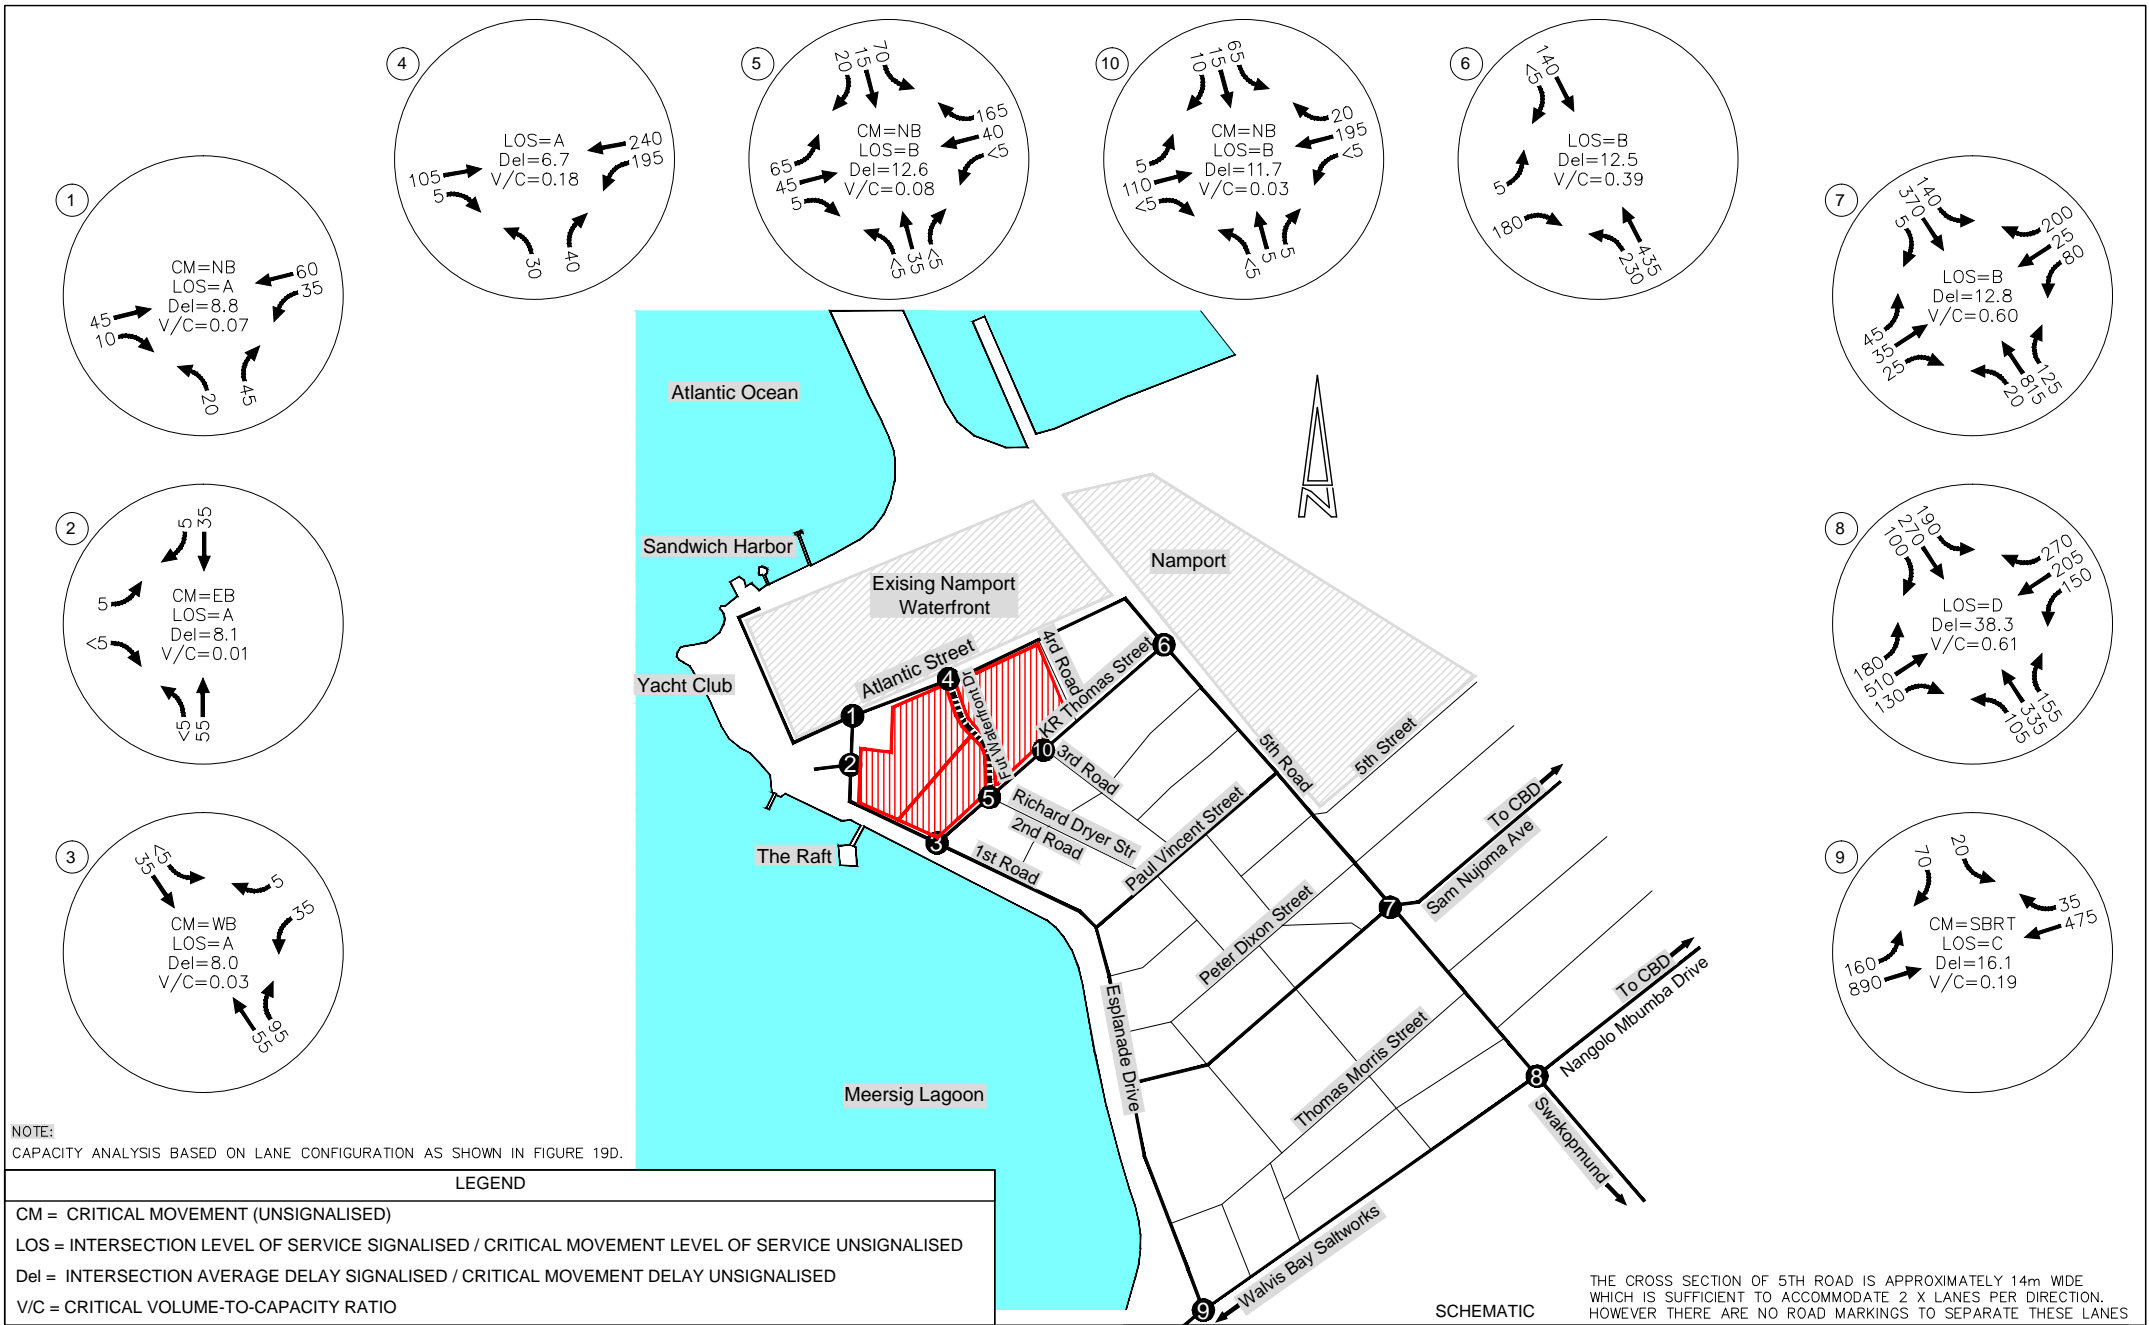 4
LOS=A
Del=6.7
V/C=0.18
105
5
240
195
30
40
5
20
15
70
CM=NB
LOS=B
Del=12.6
V/C=0.08
165
40
<5
65
45
5
<5
35
<5
10
10
15
65
CM=NB
LOS=B
Del=11.7
V/C=0.03
20
195
<5
5
110
<5
<5
5
5
6
<5
140
LOS=B
Del=12.5
V/C=0.39
5
180
230
435
1
CM=NB
LOS=A
Del=8.8
V/C=0.07
60
35
45
10
20
45
7
5
370
140
LOS=B
Del=12.8
V/C=0.60
200
25
80
45
35
25
20
815
125
2
5
35
CM=EB
LOS=A
Del=8.1
V/C=0.01
5
<5
<5
55
8
100
270
190
LOS=D
Del=38.3
V/C=0.61
270
205
150
180
510
130
105
335
155
3
35
<5
CM=WB
LOS=A
Del=8.0
V/C=0.03
5
35
55
95
9
70
20
CM=SBRT
LOS=C
Del=16.1
V/C=0.19
35
475
160
890
Atlantic Ocean
N
Sandwich Harbor
Namport
Exising Namport
Waterfront
Atlantic Street
4rd Road
KR Thomas Street
6
Yacht Club
4
Fut Waterfront Dr
1
10
2
3rd Road
5th Road
5th Street
5
Richard Dryer Str
2nd Road
Paul Vincent Street
To CBD
Sam Nujoma Ave
3
The Raft
1st Road
7
Peter Dixon Street
To CBD
Nangolo Mbumba Drive
Esplanade Drive
Thomas Morris Street
8
Meersig Lagoon
Swakopmund
Walvis Bay Saltworks
9
NOTE:
CAPACITY ANALYSIS BASED ON LANE CONFIGURATION AS SHOWN IN FIGURE 19D.
LEGEND
CM = CRITICAL MOVEMENT (UNSIGNALISED)
LOS = INTERSECTION LEVEL OF SERVICE SIGNALISED / CRITICAL MOVEMENT LEVEL OF SERVICE UNSIGNALISED
Del = INTERSECTION AVERAGE DELAY SIGNALISED / CRITICAL MOVEMENT DELAY UNSIGNALISED
V/C = CRITICAL VOLUME-TO-CAPACITY RATIO
SCHEMATIC
THE CROSS SECTION OF 5TH ROAD IS APPROXIMATELY 14m WIDE
WHICH IS SUFFICIENT TO ACCOMMODATE 2 X LANES PER DIRECTION.
HOWEVER THERE ARE NO ROAD MARKINGS TO SEPARATE THESE LANES